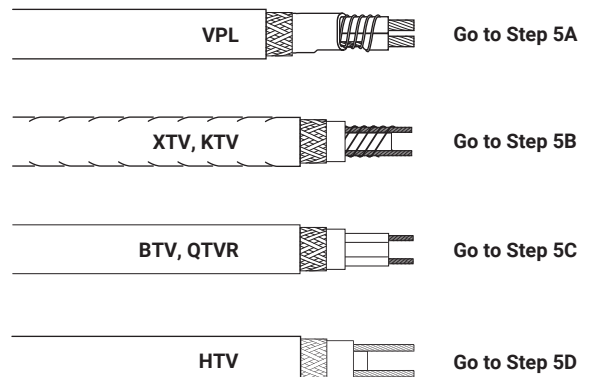 VPL Go to Step 5A
XTV, KTV Go to Step 5B
BTV, QTVR Go to Step 5C
HTV Go to Step 5D